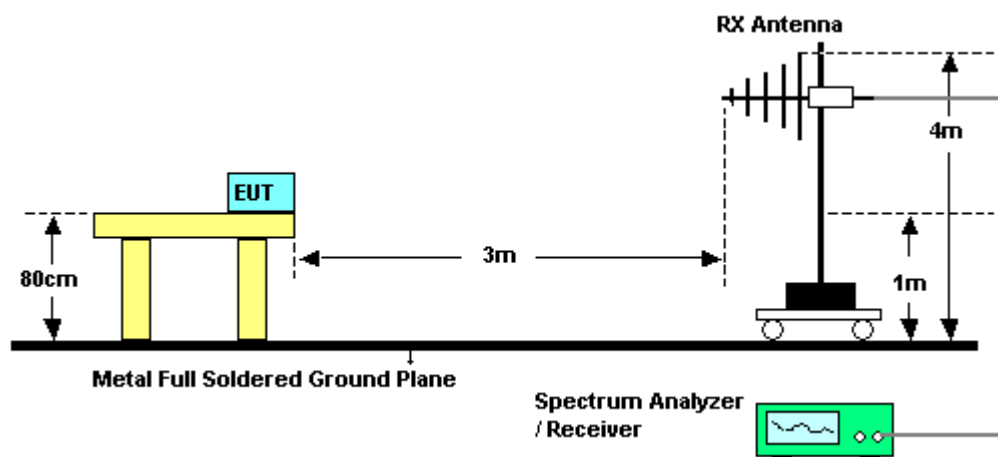 RX Antenna
4m
EUT
3m
80cm
1m
Metal Full Soldered Ground Plane
Spectrum Analyzer
/ Receiver